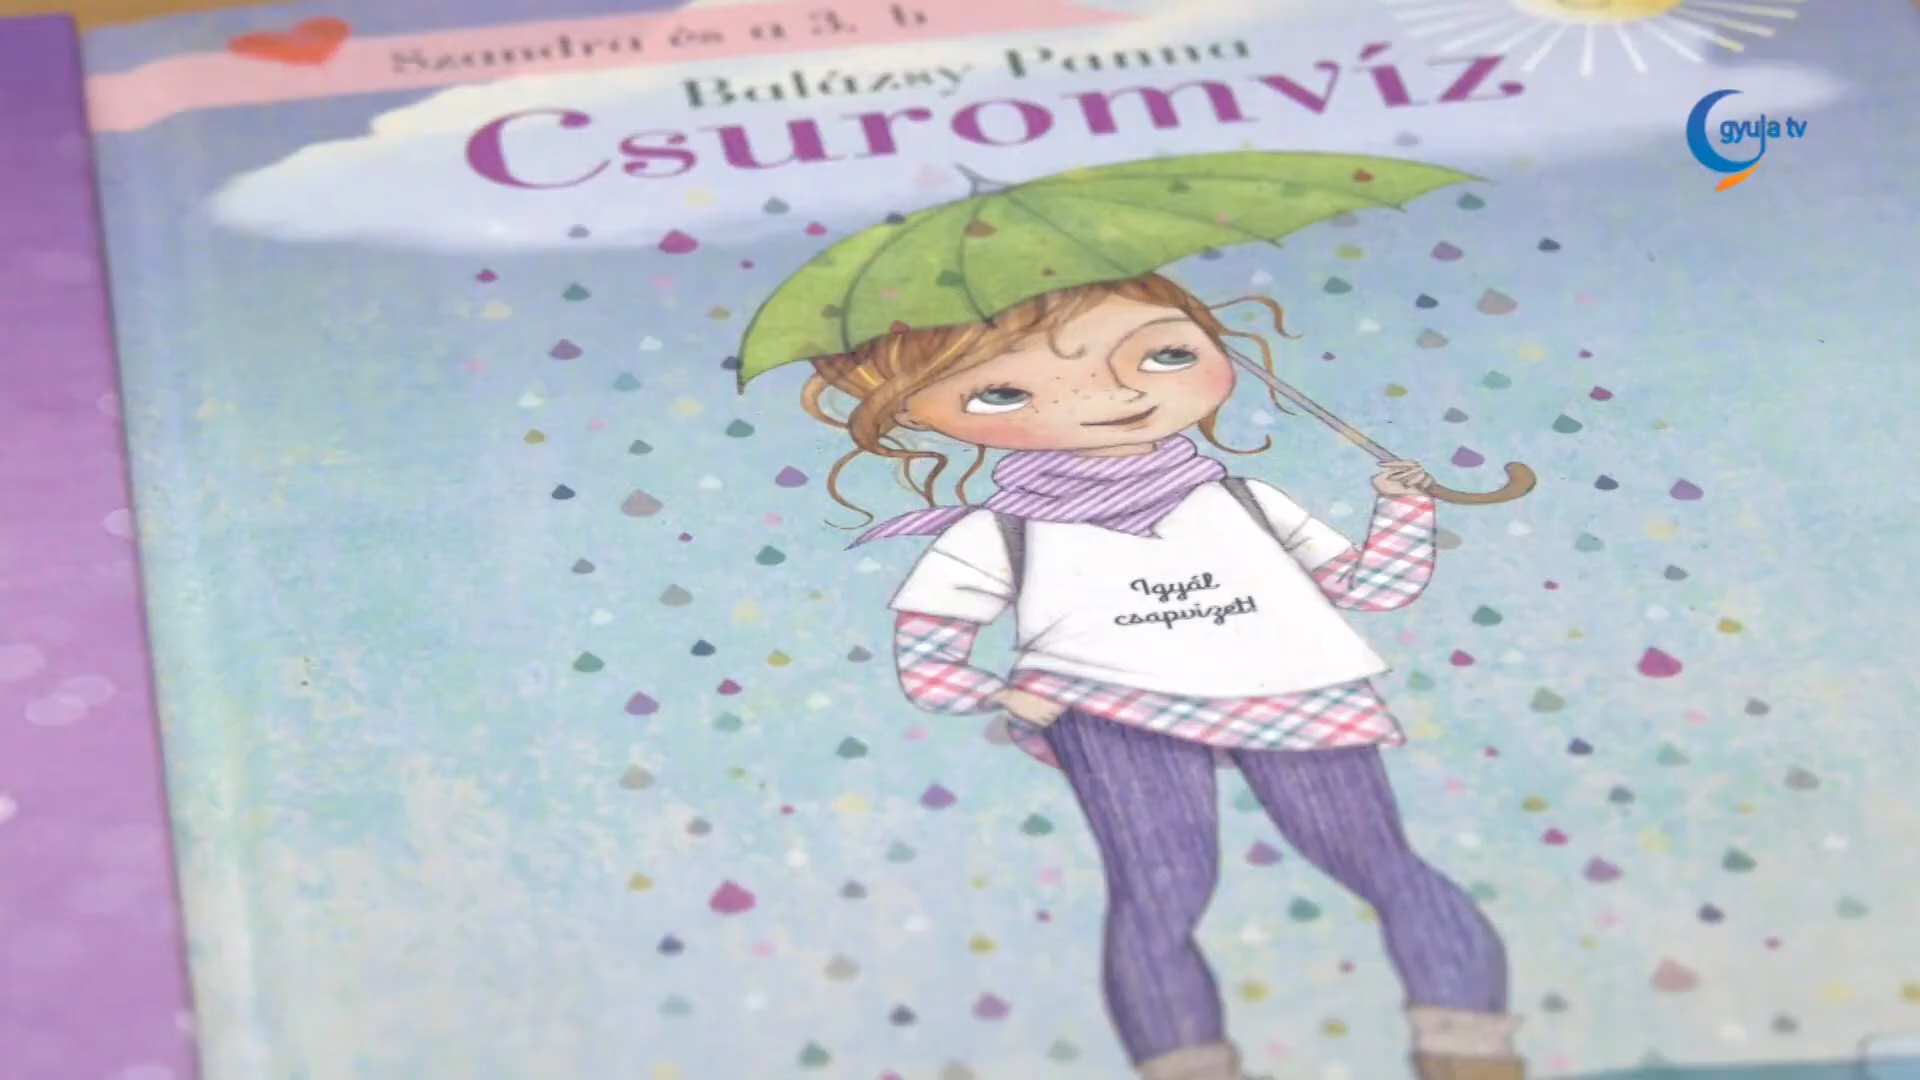 Szandra és a 3. b
Balázsy Panna
Csuromvíz
gyula tv
Igyál
csapvizet!